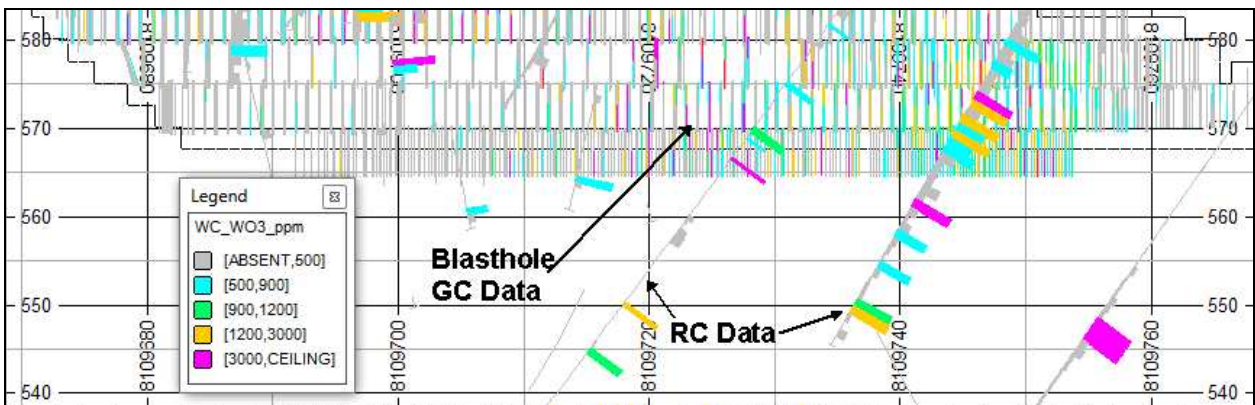 580
580
8109720
570
570
Legend
WC_WO3_ppm
[ABSENT,500]
[500,900]
[900,1200]
[1200,3000]
[3000,CEILING]
560
560
Blasthole
GC Data
RC Data
550
550
8109680
8109700
8109720
8109740
8109760
540
540